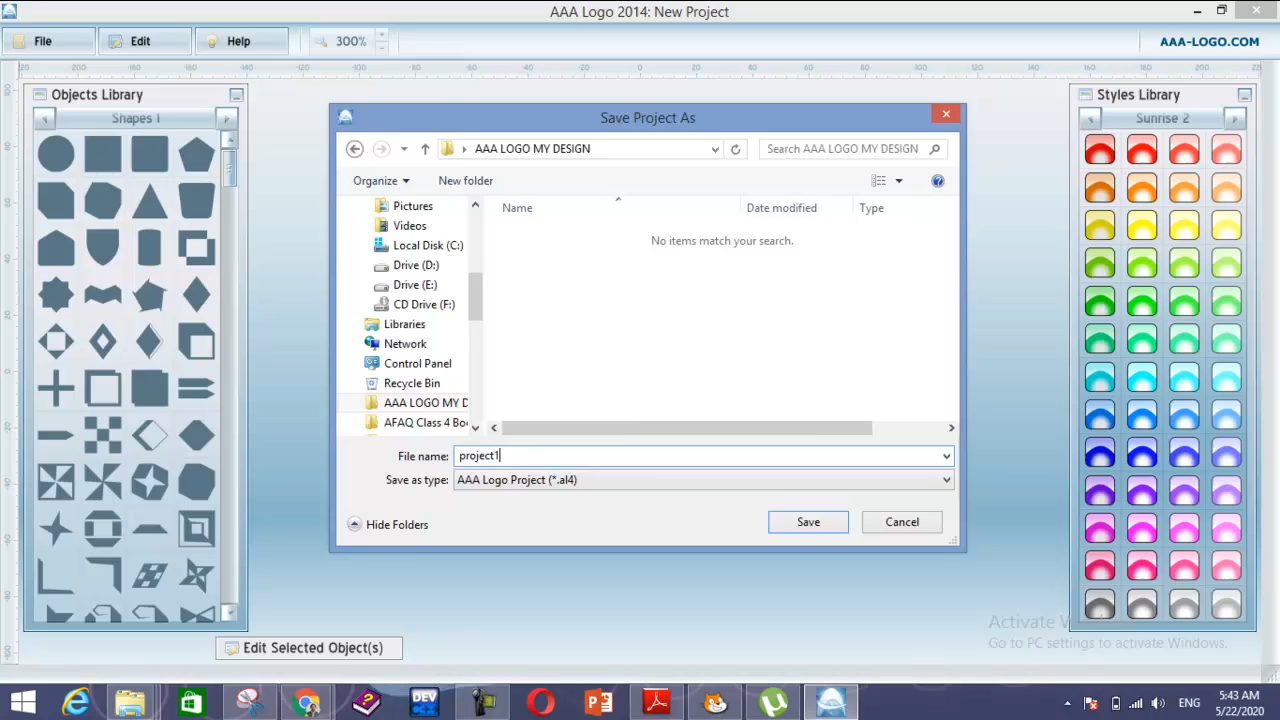 AAA Logo 2014: New Project
File
Edit
Help
300%
AAA-LOGO.COM
Objects Library
Shapes 1
Styles Library
Sunrise 2
Save Project As
AAA LOGO MY DESIGN
Search AAA LOGO MY DESIGN
Organize
New folder
Pictures
Videos
Local Disk (C:)
Drive (D:)
Drive (E:)
CD Drive (F:)
Libraries
Network
Control Panel
Recycle Bin
AAA LOGO MY D
AFAQ Class 4 Boo
Name
Date modified
Type
No items match your search.
File name:
project1
Save as type:
AAA Logo Project (*.al4)
Hide Folders
Save
Cancel
Edit Selected Object(s)
Activate W
Go to PC settings to activate Windows.
DEV
ENG
5:43 AM
5/22/2020